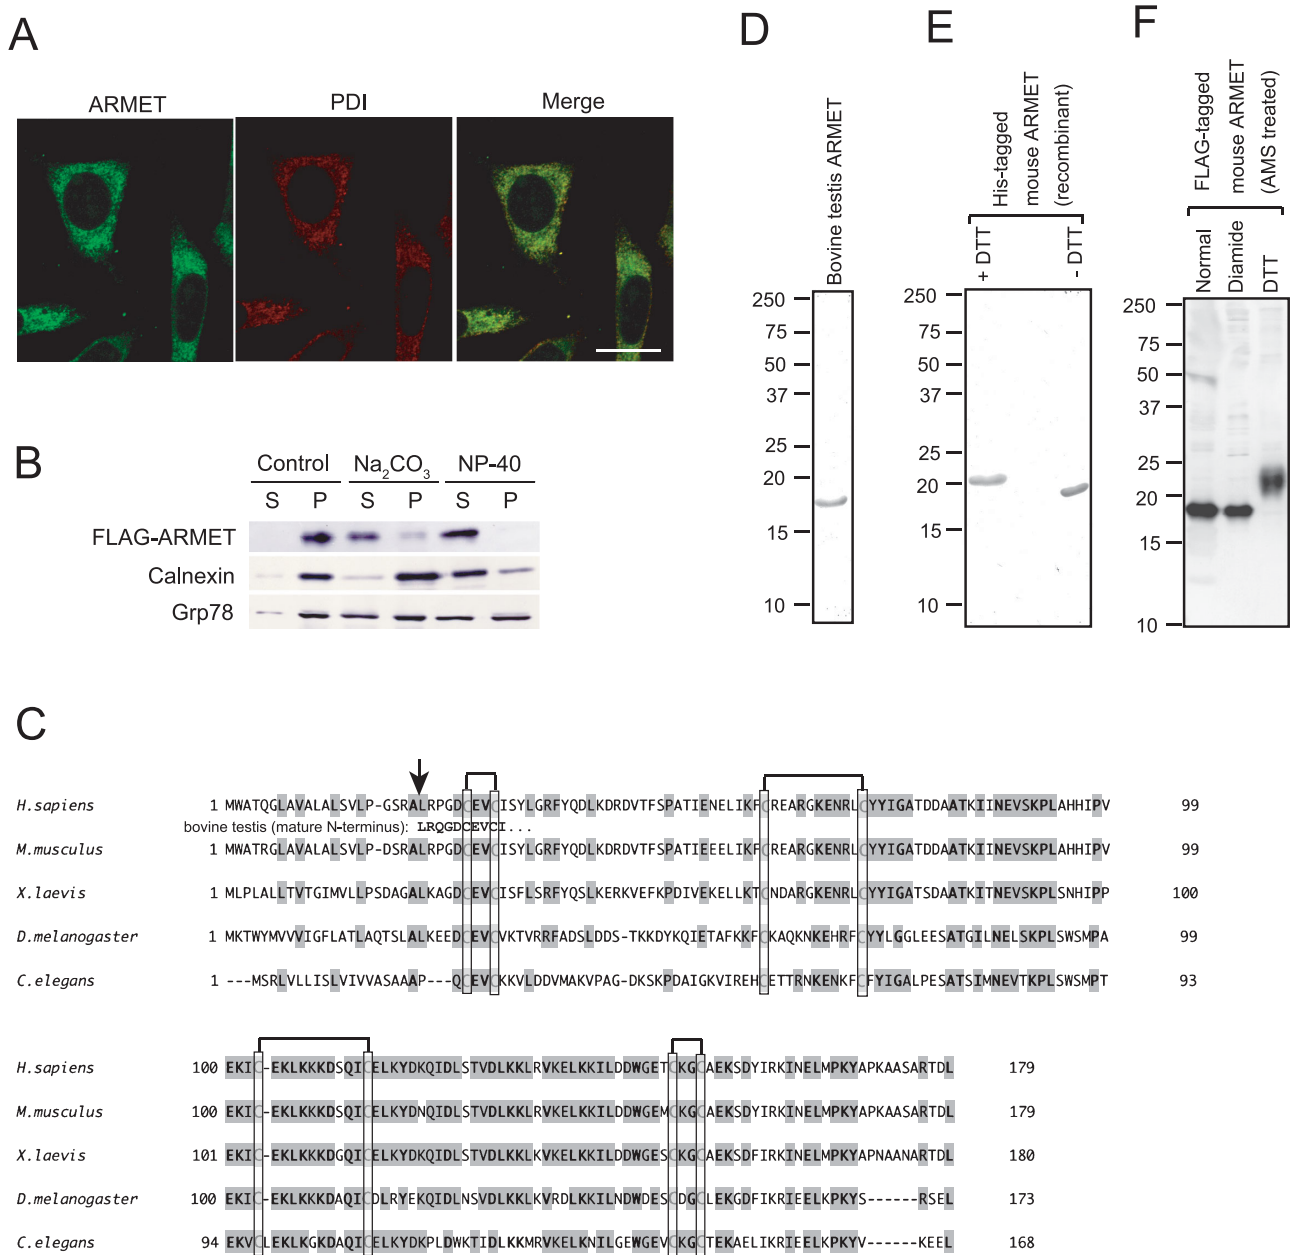 A
ARMET PDI Merge
B
Control Na2CO3 NP-40
S P S P S P
FLAG-ARMET
Calnexin
Grp78
D
Bovine testis ARMET
250
75
50
37
25
20
15
10
E
His-tagged
mouse ARMET
(recombinant)
+ DTT
- DTT
250
75
50
37
25
20
15
10
F
FLAG-tagged
mouse ARMET
(AMS treated)
Normal
Diamide
DTT
250
75
50
37
25
20
15
10
C
H.sapiens 1 MWATQGLAVALALSVLP-GSRALRPGDCEVCISYLGRFYQDLKDRDVTFSPATIENELIKFCREARGKENRLCYYIGATDDAATKIINEVSKPLAHHIPV 99
bovine testis (mature N-terminus): LRQGDCEVCI...
M.musculus 1 MWATRGLAVALALSVLP-DSRALRPGDCEVCISYLGRFYQDLKDRDVTFSPATIEEELIKFCREARGKENRLCYYIGATDDAATKIINEVSKPLAHHIPV 99
X.laevis 1 MLPLALLTVTGIMVLLPSDAGALKAGDCEVCISFLSRFYQSLKERKVEFKPDIVEKELLKTCNDARGKENRLCYYIGATSDAATKITNEVSKPLSNHIPP 100
D.melanogaster 1 MKTWYMVVVIGFLATLAQTSLALKEEDCEVCVKTVRRFADSLDDS-TKKDYKQIETAFKKFCKAQKNKEHRFCYYLGGLEESATGILNELSKPLSWSMPA 99
C.elegans 1 ---MSRLVLLISLVIVVASAAAP---QCEVCKKVLDDVMAKVPAG-DKSKPDAIGKVIREHCETTRNKENKFCFYIGALPESATSIMNEVTKPLSWSMPT 93
H.sapiens 100 EKIC-EKLKKKDSQICELKYDKQIDLSTVDLKKLRVKELKKILDDWGETCKGCAEKSDYIRKINELMPKYAPKAASARTDL 179
M.musculus 100 EKIC-EKLKKKDSQICELKYDNQIDLSTVDLKKLRVKELKKILDDWGEMCKGCAEKSDYIRKINELMPKYAPKAASARTDL 179
X.laevis 101 EKIC-EKLKKKDGQICELKYDKQIDLSTVDLKKLKVKELKKILDDWGESCKGCAEKSDFIRKINELMPKYAPNAANARTDL 180
D.melanogaster 100 EKIC-EKLKKKDAQICDLRYEKQIDLNSVDLKKLKVRDLKKILNDWDESCDGCLEKGDFIKRIEELKPKYS------RSEL 173
C.elegans 94 EKVCLEKLKGKDAQICELKYDKPLDWKTIDLKKMRVKELKNILGEWGEVCKGCTEKAELIKRIEELKPKYV------KEEL 168